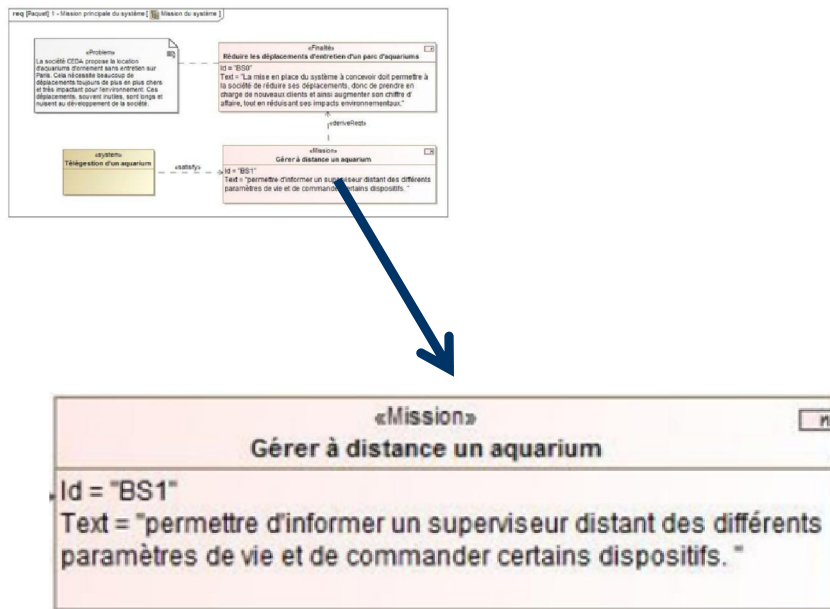 req [Paquet] 1 - Mission principale du système [ Mission du système ]
«Problem»
La société CEDA propose la location
d'aquariums d'ornement sans entretien sur
Paris. Cela nécessite beaucoup de
déplacements toujours de plus en plus chers
et très impactant pour l'environnement. Ces
déplacements, souvent inutiles, sont longs et
nuisent au développement de la société.
«Finalité»
Réduire les déplacements d'entretien d'un parc d'aquariums
Id = "BS0"
Text = "La mise en place du système à concevoir doit permettre à
la société de réduire ses déplacements, donc de prendre en
charge de nouveaux clients et ainsi augmenter son chiffre d'
affaire, tout en réduisant ses impacts environnementaux."
«deriveReqt»
«system»
Télégestion d'un aquarium
«satisfy»
«Mission»
Gérer à distance un aquarium
Id = "BS1"
Text = "permettre d'informer un superviseur distant des différents
paramètres de vie et de commander certains dispositifs. "
«Mission»
Gérer à distance un aquarium
Id = "BS1"
Text = "permettre d'informer un superviseur distant des différents
paramètres de vie et de commander certains dispositifs. "